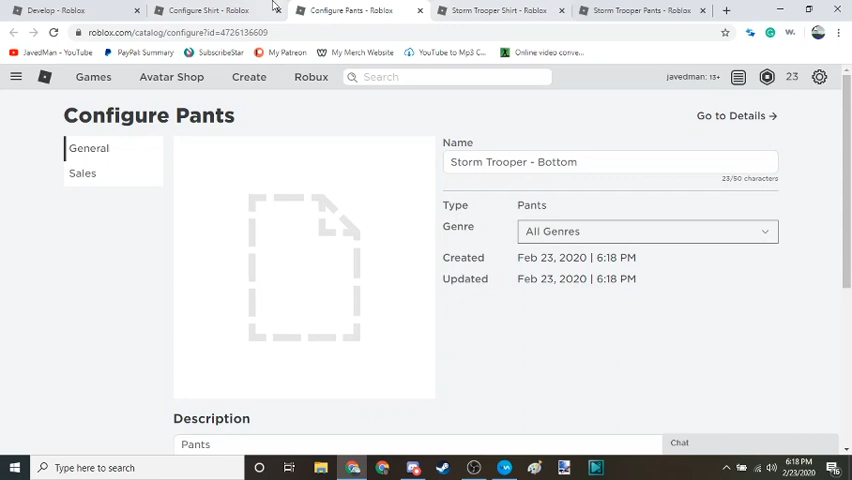 Develop - Roblox
Configure Shirt - Roblox
Configure Pants - Roblox
Storm Trooper Shirt - Roblox
Storm Trooper Pants - Roblox
roblox.com/catalog/configure?id=4726136609
JavedMan - YouTube
PayPal Summary
SubscribeStar
My Patreon
My Merch Website
YouTube to Mp3 C...
Online video conve...
Games
Avatar Shop
Create
Robux
Search
javedman: 13+
23
Configure Pants
Go to Details
General
Sales
Name
Storm Trooper - Bottom
23/50 characters
Type
Pants
Genre
All Genres
Created
Feb 23, 2020 | 6:18 PM
Updated
Feb 23, 2020 | 6:18 PM
Description
Pants
Chat
Type here to search
6:18 PM
2/23/2020